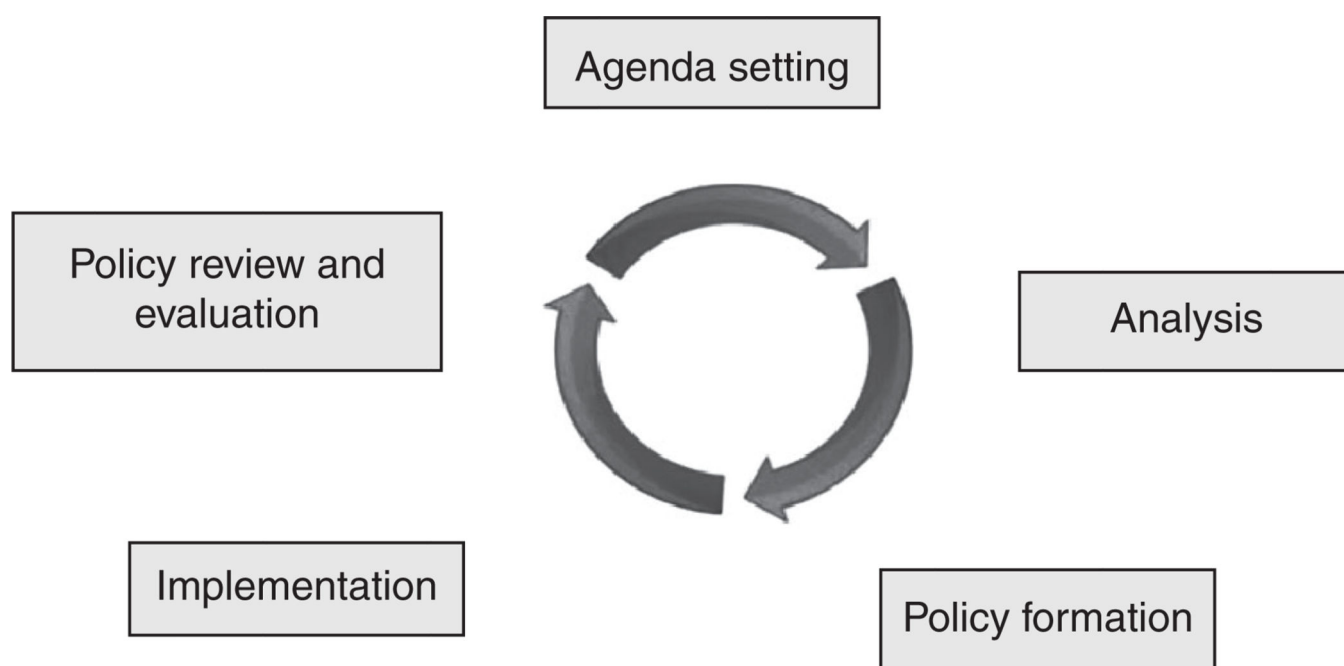 Agenda setting
Policy review and
evaluation
Analysis
Implementation
Policy formation